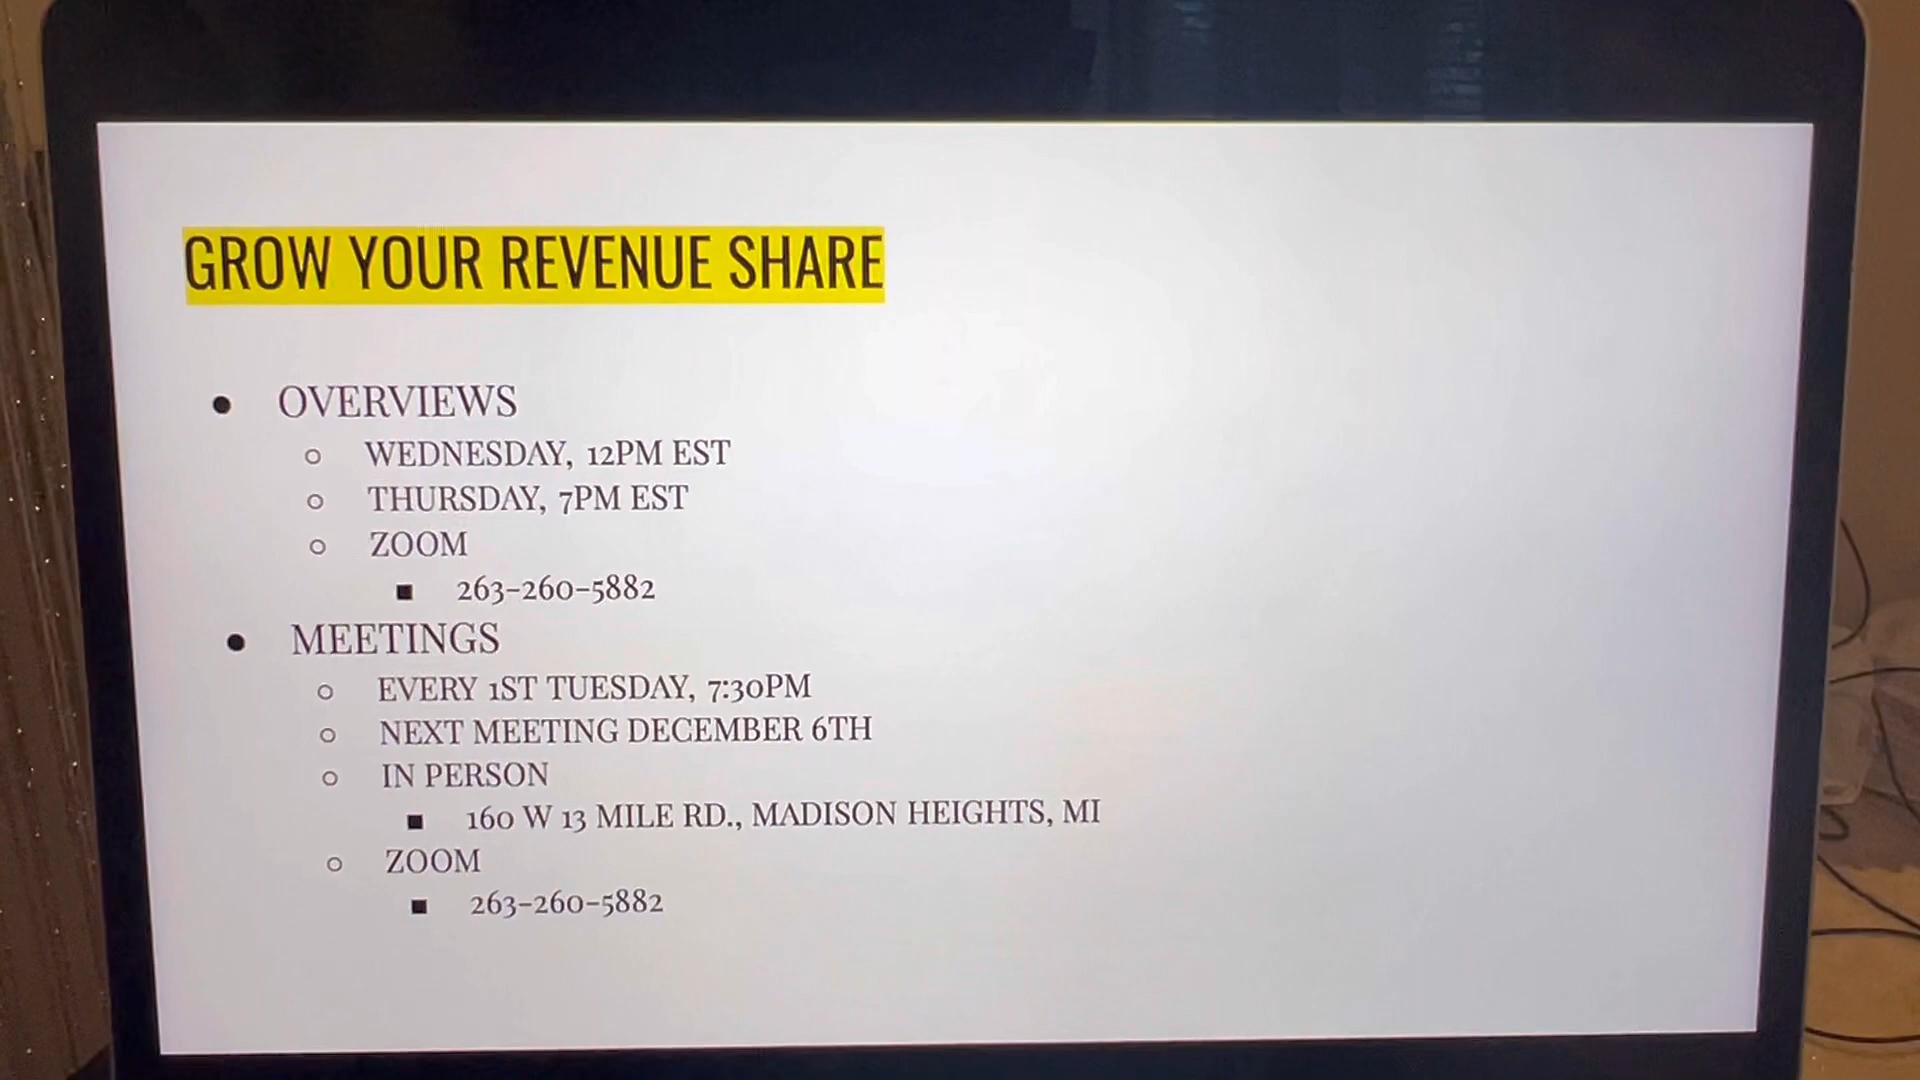 GROW YOUR REVENUE SHARE
● OVERVIEWS
○ WEDNESDAY, 12PM EST
○ THURSDAY, 7PM EST
○ ZOOM
■ 263-260-5882
● MEETINGS
○ EVERY 1ST TUESDAY, 7:30PM
○ NEXT MEETING DECEMBER 6TH
○ IN PERSON
■ 160 W 13 MILE RD., MADISON HEIGHTS, MI
○ ZOOM
■ 263-260-5882